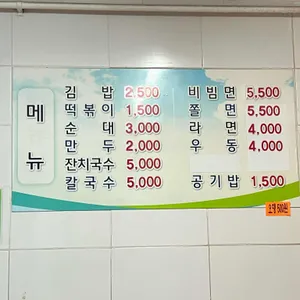 메뉴
김 밥 2,500
떡볶이 1,500
순 대 3,000
만 두 2,000
잔치국수 5,000
칼국수 5,000
비빔면 5,500
쫄 면 5,500
라 면 4,000
우 동 4,000
공기밥 1,500